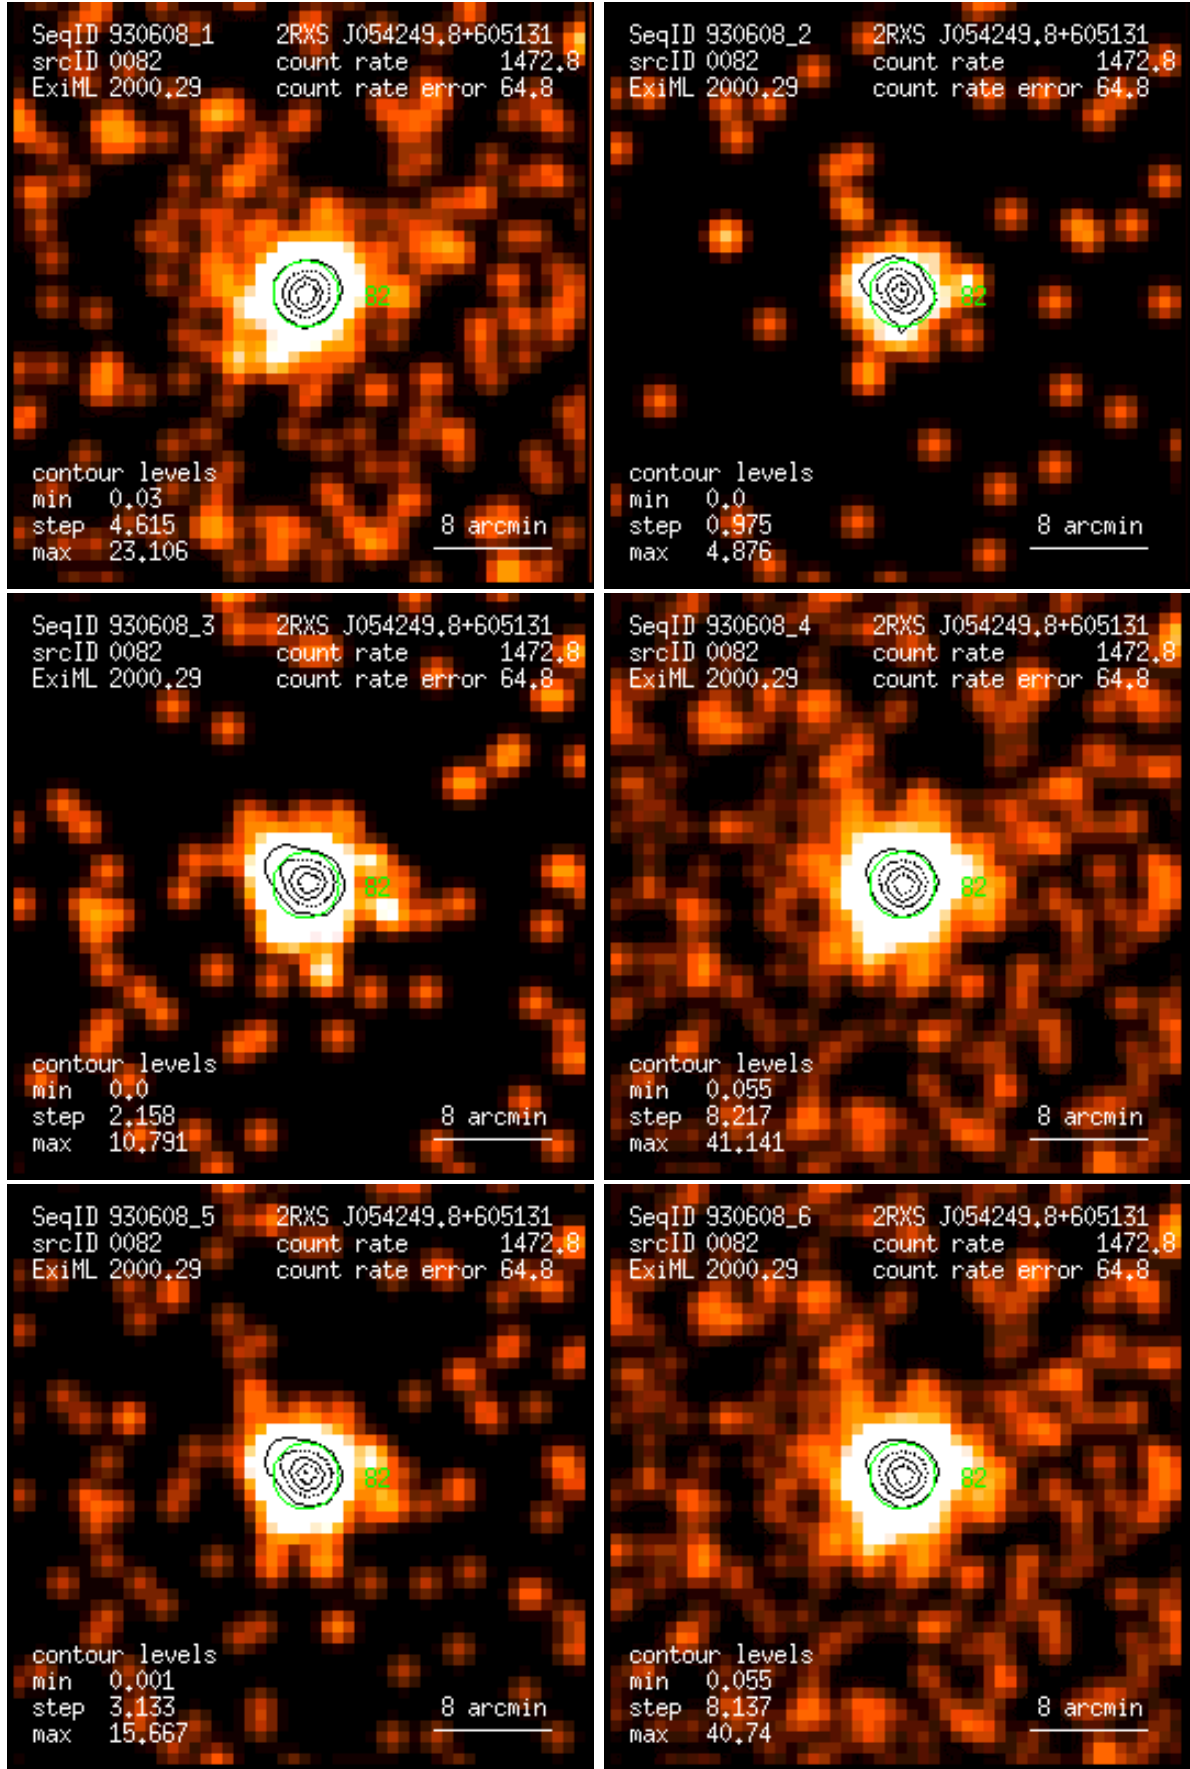 SeqID 930608_1 2RXS J054249.8+605131
srcID 0082 count rate 1472.8
ExiML 2000.29 count rate error 64.8
82
contour levels
min 0.03
step 4.615
max 23.106
8 arcmin
SeqID 930608_2 2RXS J054249.8+605131
srcID 0082 count rate 1472.8
ExiML 2000.29 count rate error 64.8
82
contour levels
min 0.0
step 0.975
max 4.876
8 arcmin
SeqID 930608_3 2RXS J054249.8+605131
srcID 0082 count rate 1472.8
ExiML 2000.29 count rate error 64.8
82
contour levels
min 0.0
step 2.158
max 10.791
8 arcmin
SeqID 930608_4 2RXS J054249.8+605131
srcID 0082 count rate 1472.8
ExiML 2000.29 count rate error 64.8
82
contour levels
min 0.055
step 8.217
max 41.141
8 arcmin
SeqID 930608_5 2RXS J054249.8+605131
srcID 0082 count rate 1472.8
ExiML 2000.29 count rate error 64.8
82
contour levels
min 0.001
step 3.133
max 15.667
8 arcmin
SeqID 930608_6 2RXS J054249.8+605131
srcID 0082 count rate 1472.8
ExiML 2000.29 count rate error 64.8
82
contour levels
min 0.055
step 8.137
max 40.74
8 arcmin